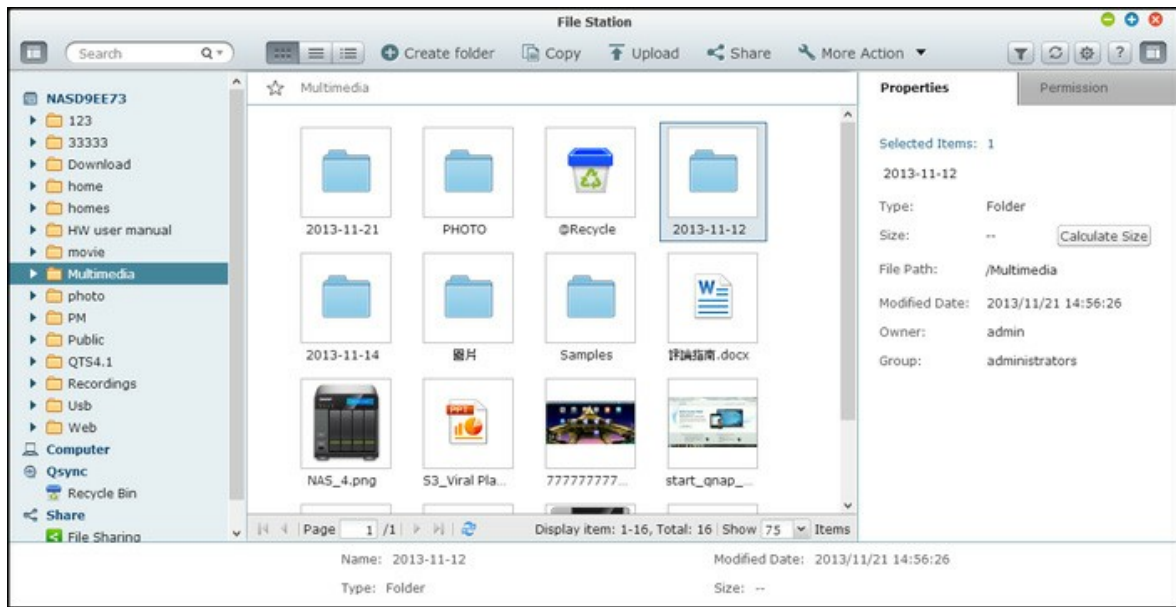 File Station
Search
Create folder Copy Upload Share More Action
NASD9EE73
123
33333
Download
home
homes
HW user manual
movie
Multimedia
photo
PM
Public
QTS4.1
Recordings
Usb
Web
Computer
Qsync
Recycle Bin
Share
File Sharing
Multimedia
2013-11-21 PHOTO @Recycle 2013-11-12
2013-11-14 圖片 Samples 評論指南.docx
NAS_4.png S3_Viral Pla... 777777777... start_qnap_...
Page 1 /1 Display item: 1-16, Total: 16 Show 75 Items
Properties Permission
Selected Items: 1
2013-11-12
Type: Folder
Size: -- Calculate Size
File Path: /Multimedia
Modified Date: 2013/11/21 14:56:26
Owner: admin
Group: administrators
Name: 2013-11-12 Modified Date: 2013/11/21 14:56:26
Type: Folder Size: --